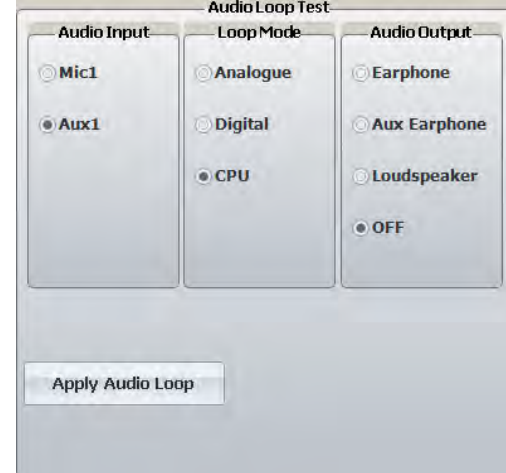 Audio Loop Test
Audio Input
Mic1
Aux1
Loop Mode
Analogue
Digital
CPU
Audio Output
Earphone
Aux Earphone
Loudspeaker
OFF
Apply Audio Loop